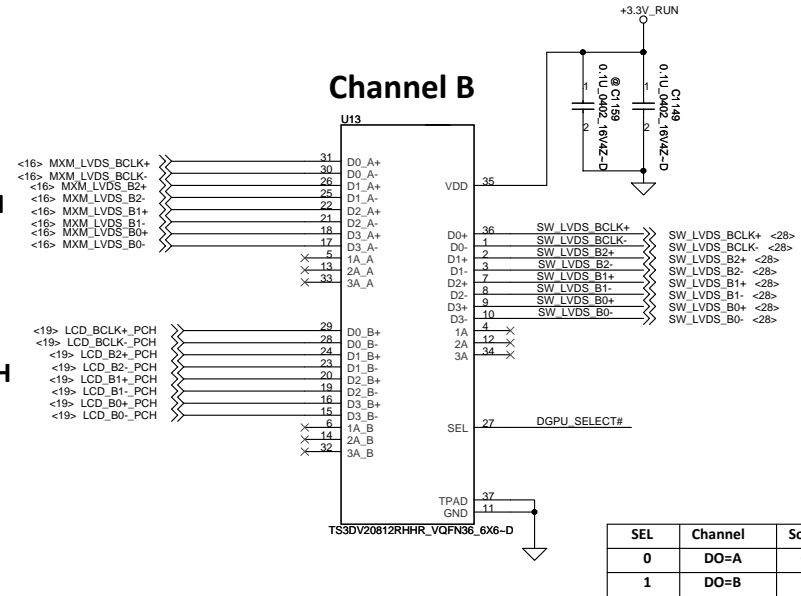 +3.3V_RUN
Channel B
0.1U_0402_16V4Z~D
@ C1159
0.1U_0402_16V4Z~D
C1149
1
2
1
2
U13
<16> MXM_LVDS_BCLK+ 31 D0_A+
<16> MXM_LVDS_BCLK- 30 D0_A-
<16> MXM_LVDS_B2+ 26 D1_A+
<16> MXM_LVDS_B2- 25 D1_A-
<16> MXM_LVDS_B1+ 22 D2_A+
<16> MXM_LVDS_B1- 21 D2_A-
<16> MXM_LVDS_B0+ 18 D3_A+
<16> MXM_LVDS_B0- 17 D3_A-
5 1A_A
13 2A_A
33 3A_A
<19> LCD_BCLK+_PCH 29 D0_B+
<19> LCD_BCLK-_PCH 28 D0_B-
<19> LCD_B2+_PCH 24 D1_B+
<19> LCD_B2-_PCH 23 D1_B-
<19> LCD_B1+_PCH 20 D2_B+
<19> LCD_B1-_PCH 19 D2_B-
<19> LCD_B0+_PCH 16 D3_B+
<19> LCD_B0-_PCH 15 D3_B-
6 1A_B
14 2A_B
32 3A_B
VDD 35
D0+ 36 SW_LVDS_BCLK+ SW_LVDS_BCLK+ <28>
D0- 1 SW_LVDS_BCLK- SW_LVDS_BCLK- <28>
D1+ 2 SW_LVDS_B2+ SW_LVDS_B2+ <28>
D1- 3 SW_LVDS_B2- SW_LVDS_B2- <28>
D2+ 7 SW_LVDS_B1+ SW_LVDS_B1+ <28>
D2- 8 SW_LVDS_B1- SW_LVDS_B1- <28>
D3+ 9 SW_LVDS_B0+ SW_LVDS_B0+ <28>
D3- 10 SW_LVDS_B0- SW_LVDS_B0- <28>
1A 4
2A 12
3A 34
SEL 27 DGPU_SELECT#
TPAD 37
GND 11
TS3DV20812RHHR_VQFN36_6X6~D
SEL Channel
0 DO=A
1 DO=B